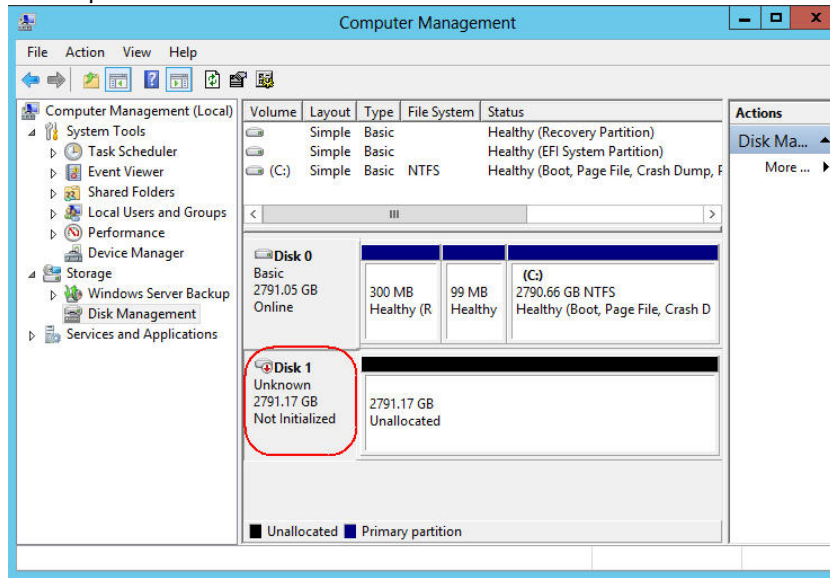 Computer Management
File Action View Help
Computer Management (Local)
System Tools
Task Scheduler
Event Viewer
Shared Folders
Local Users and Groups
Performance
Device Manager
Storage
Windows Server Backup
Disk Management
Services and Applications
Volume Layout Type File System Status
Simple Basic Healthy (Recovery Partition)
Simple Basic Healthy (EFI System Partition)
(C:) Simple Basic NTFS Healthy (Boot, Page File, Crash Dump,
Disk 0
Basic
2791.05 GB
Online
300 MB
Healthy (R
99 MB
Healthy
(C:)
2790.66 GB NTFS
Healthy (Boot, Page File, Crash D
Disk 1
Unknown
2791.17 GB
Not Initialized
2791.17 GB
Unallocated
Unallocated Primary partition
Actions
Disk Ma...
More ...